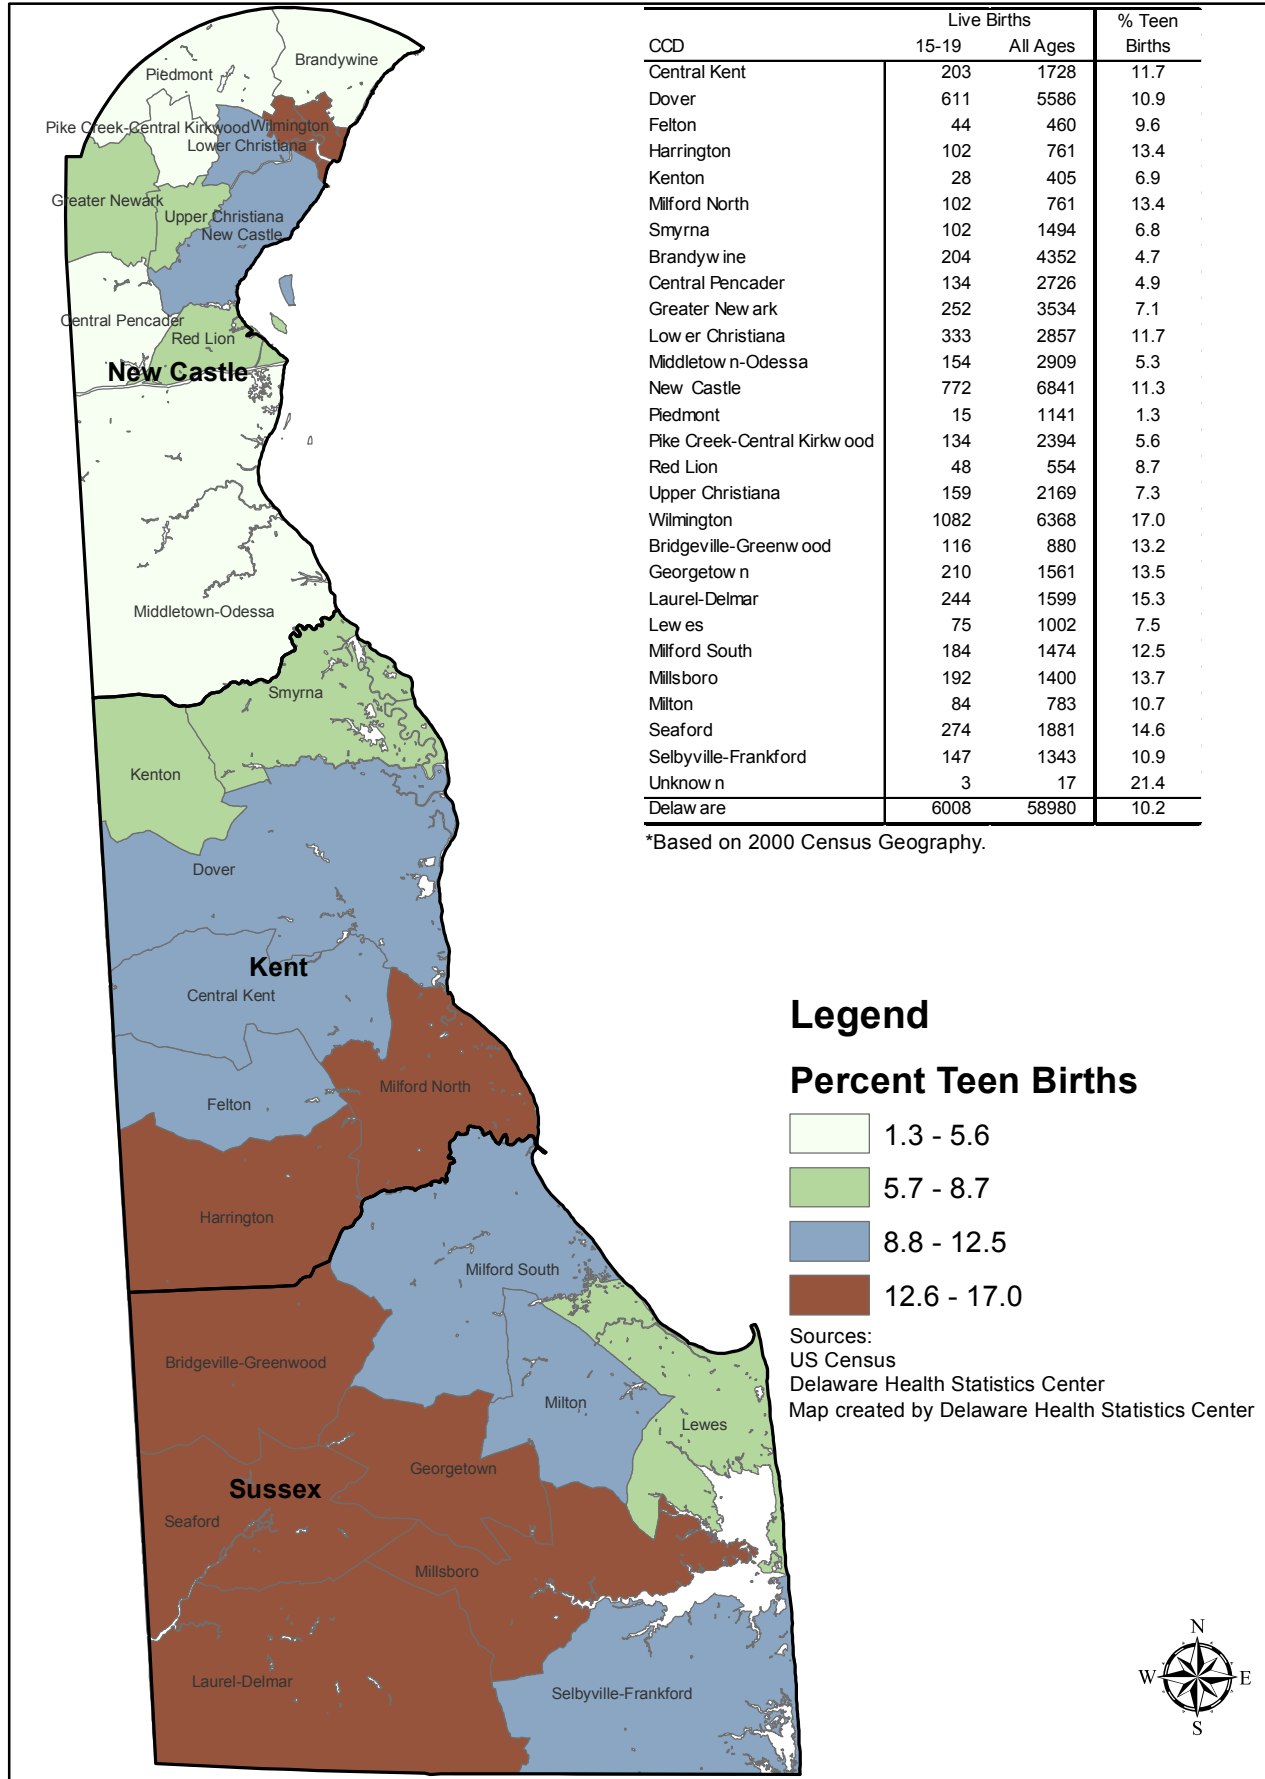 Live Births % Teen
CCD 15-19 All Ages Births
Central Kent 203 1728 11.7
Dover 611 5586 10.9
Felton 44 460 9.6
Harrington 102 761 13.4
Kenton 28 405 6.9
Milford North 102 761 13.4
Smyrna 102 1494 6.8
Brandywine 204 4352 4.7
Central Pencader 134 2726 4.9
Greater Newark 252 3534 7.1
Lower Christiana 333 2857 11.7
Middletown-Odessa 154 2909 5.3
New Castle 772 6841 11.3
Piedmont 15 1141 1.3
Pike Creek-Central Kirkwood 134 2394 5.6
Red Lion 48 554 8.7
Upper Christiana 159 2169 7.3
Wilmington 1082 6368 17.0
Bridgeville-Greenwood 116 880 13.2
Georgetown 210 1561 13.5
Laurel-Delmar 244 1599 15.3
Lewes 75 1002 7.5
Milford South 184 1474 12.5
Millsboro 192 1400 13.7
Milton 84 783 10.7
Seaford 274 1881 14.6
Selbyville-Frankford 147 1343 10.9
Unknown 3 17 21.4
Delaware 6008 58980 10.2
*Based on 2000 Census Geography.
Brandywine
Piedmont
Pike Creek-Central Kirkwood
Wilmington
Lower Christiana
Greater Newark
Upper Christiana
New Castle
Central Pencader
Red Lion
New Castle
Middletown-Odessa
Smyrna
Kenton
Dover
Kent
Central Kent
Milford North
Felton
Harrington
Milford South
Bridgeville-Greenwood
Milton
Lewes
Georgetown
Sussex
Seaford
Millsboro
Laurel-Delmar
Selbyville-Frankford
Legend
Percent Teen Births
1.3 - 5.6
5.7 - 8.7
8.8 - 12.5
12.6 - 17.0
Sources:
US Census
Delaware Health Statistics Center
Map created by Delaware Health Statistics Center
N
W E
S